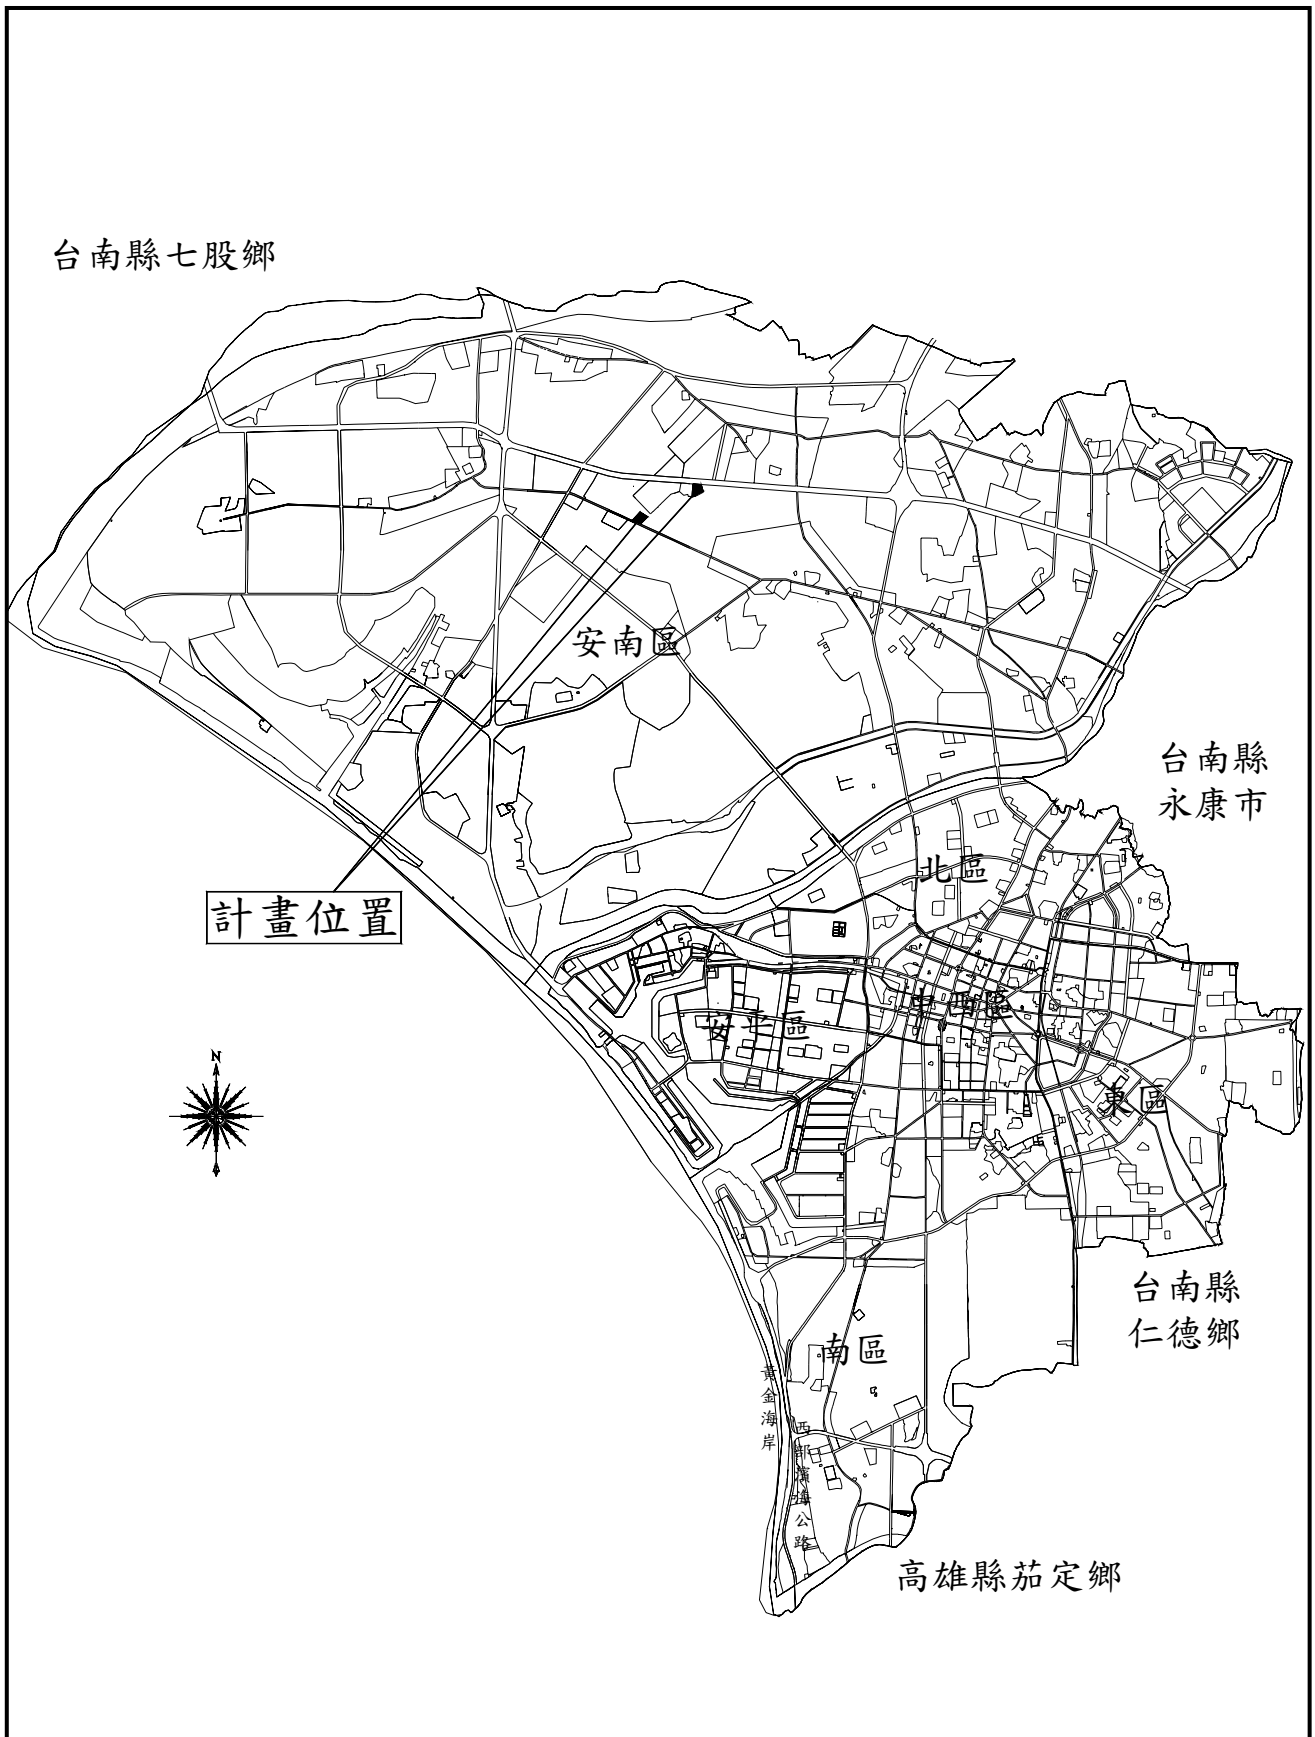 台南縣七股鄉
安南區
台南縣
永康市
北區
計畫位置
國
中西區
安平區
N
東區
台南縣
仁德鄉
南區
黃金海岸
西部濱海公路
高雄縣茄定鄉